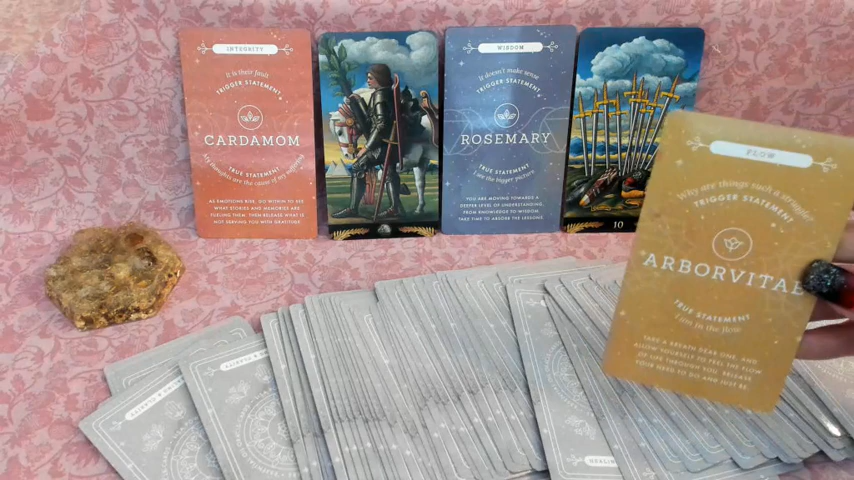 INTEGRITY
It is their fault
TRIGGER STATEMENT
CARDAMOM
TRUE STATEMENT
My thoughts are the cause of my
AS EMOTIONS RISE, GO WITHIN TO SEE
WHAT STORIES AND MEMORIES ARE
FUELING THEM. THEN RELEASE WHAT IS
NOT SERVING YOU WITH GRATITUDE.
WISDOM
It doesn't make sense
TRIGGER STATEMENT
ROSEMARY
TRUE STATEMENT
I see the bigger picture
YOU ARE MOVING TOWARDS A
DEEPER LEVEL OF UNDERSTANDING,
FROM KNOWLEDGE TO WISDOM.
TAKE TIME TO ABSORB THE LESSONS.
10
FLOW
Why are things such a struggle?
TRIGGER STATEMENT
ARBORVITAE
TRUE STATEMENT
I am in the flow
TAKE A BREATH DEAR ONE, AND
ALLOW YOURSELF TO FEEL THE FLOW
OF LIFE THROUGH YOU. RELEASE
YOUR NEED TO DO AND JUST BE.